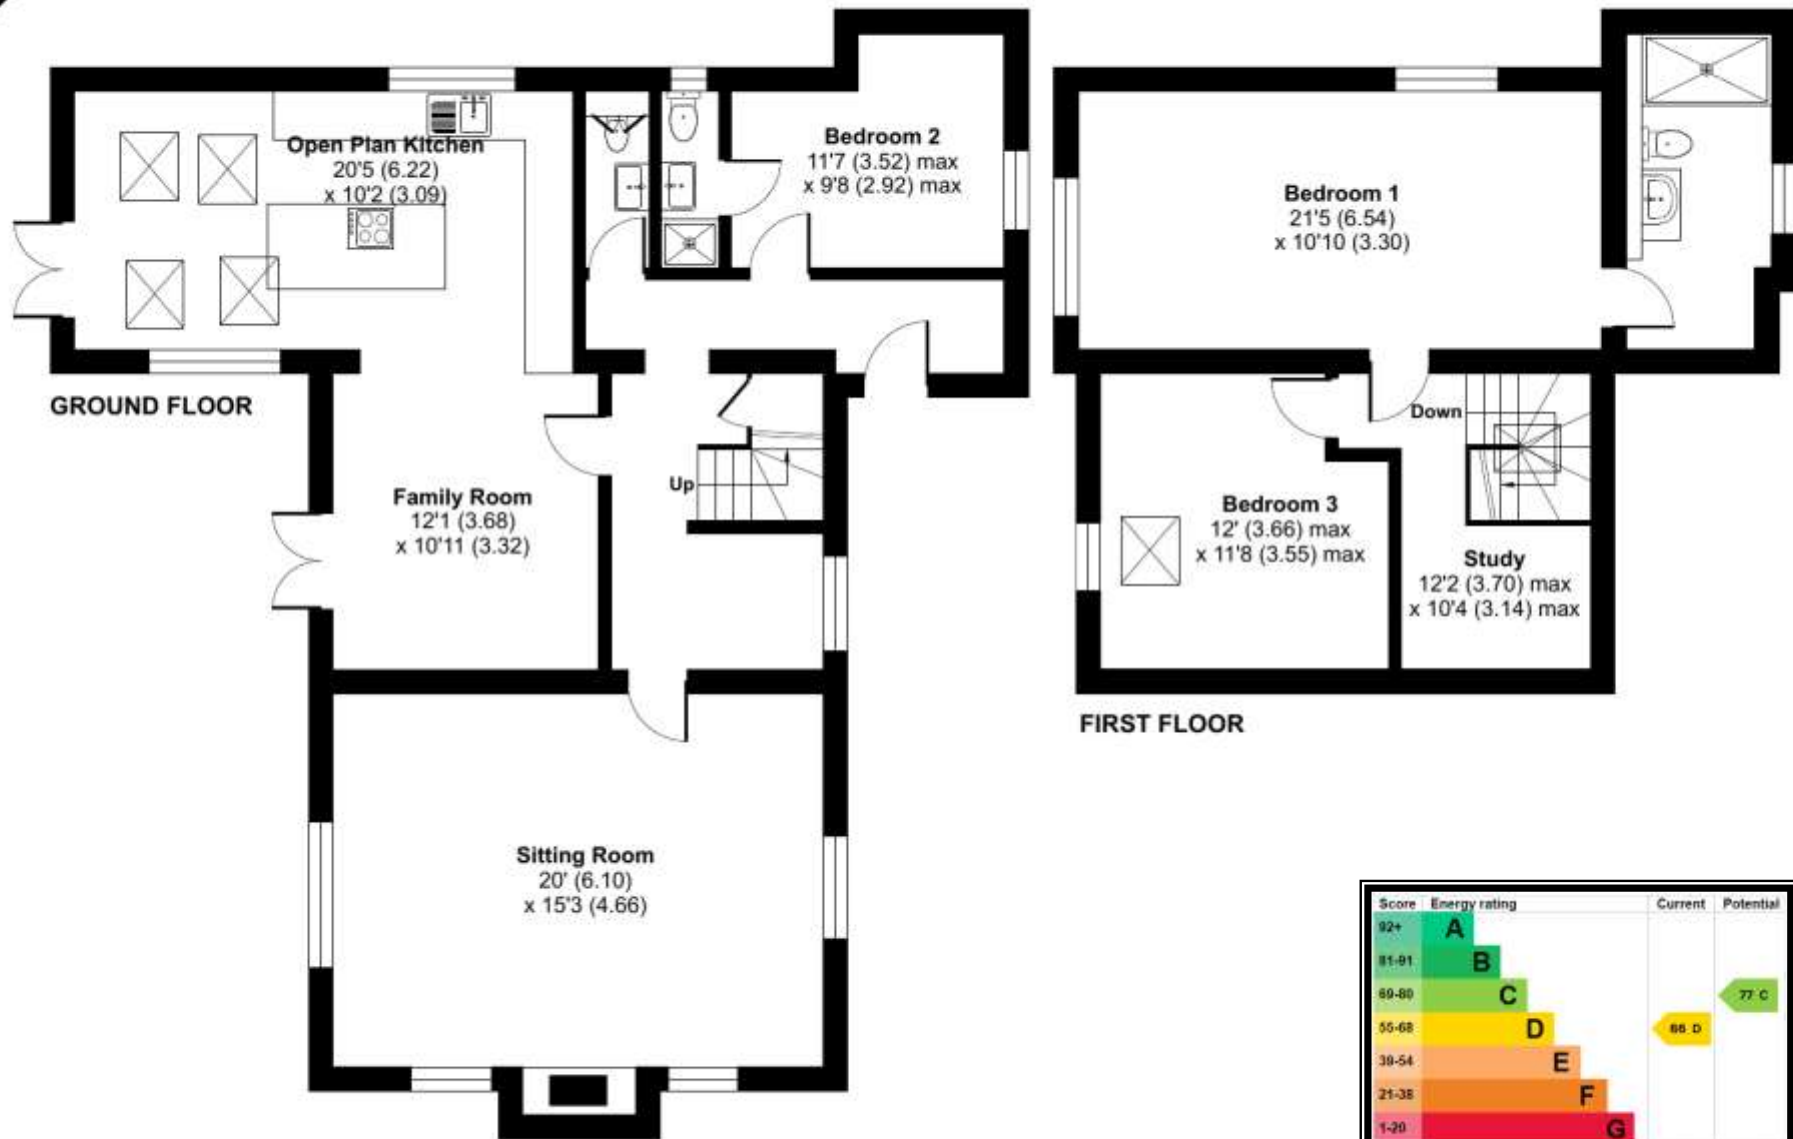 Open Plan Kitchen
20'5 (6.22)
x 10'2 (3.09)
Bedroom 2
11'7 (3.52) max
x 9'8 (2.92) max
GROUND FLOOR
Family Room
12'1 (3.68)
x 10'11 (3.32)
Up
Sitting Room
20' (6.10)
x 15'3 (4.66)
Bedroom 1
21'5 (6.54)
x 10'10 (3.30)
Down
Bedroom 3
12' (3.66) max
x 11'8 (3.55) max
Study
12'2 (3.70) max
x 10'4 (3.14) max
FIRST FLOOR
Score Energy rating Current Potential
92+ A
81-91 B
69-80 C 77 C
55-68 D 66 D
39-54 E
21-38 F
1-20 G